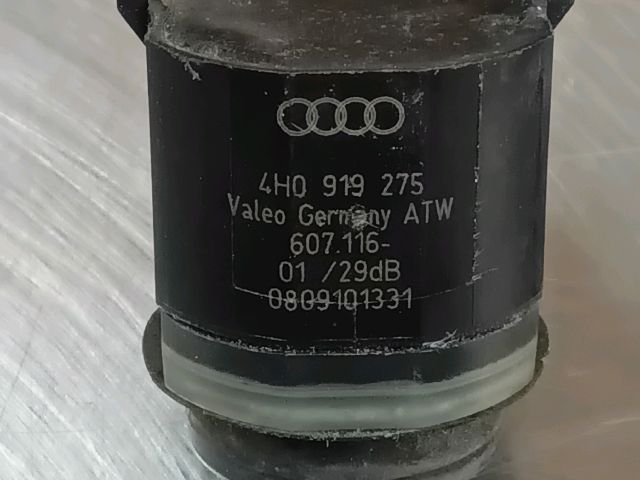 4H0 919 275
Valeo Germany ATW
607.116-
01 /29dB
0809101331